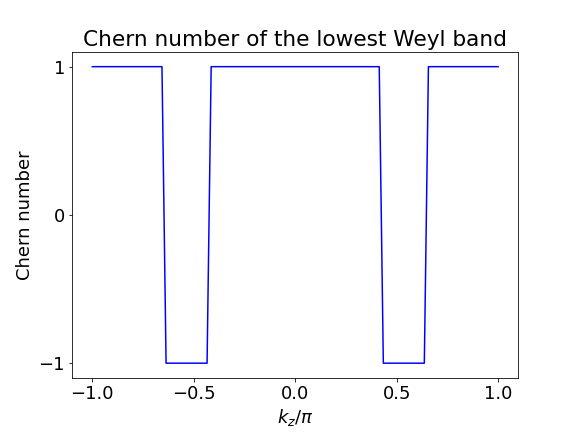 Chern number of the lowest Weyl band
Chern number
1
0
−1
−1.0 −0.5 0.0 0.5 1.0
k_z/π